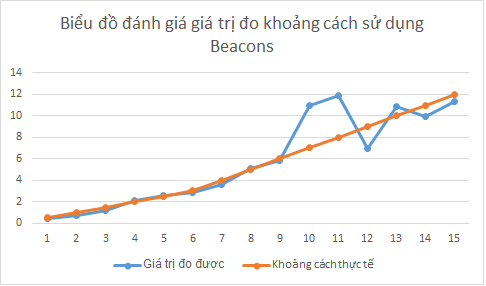 Biểu đồ đánh giá giá trị đo khoảng cách sử dụng
Beacons
14
12
10
8
6
4
2
0
1 2 3 4 5 6 7 8 9 10 11 12 13 14 15
Giá trị đo được Khoảng cách thực tế